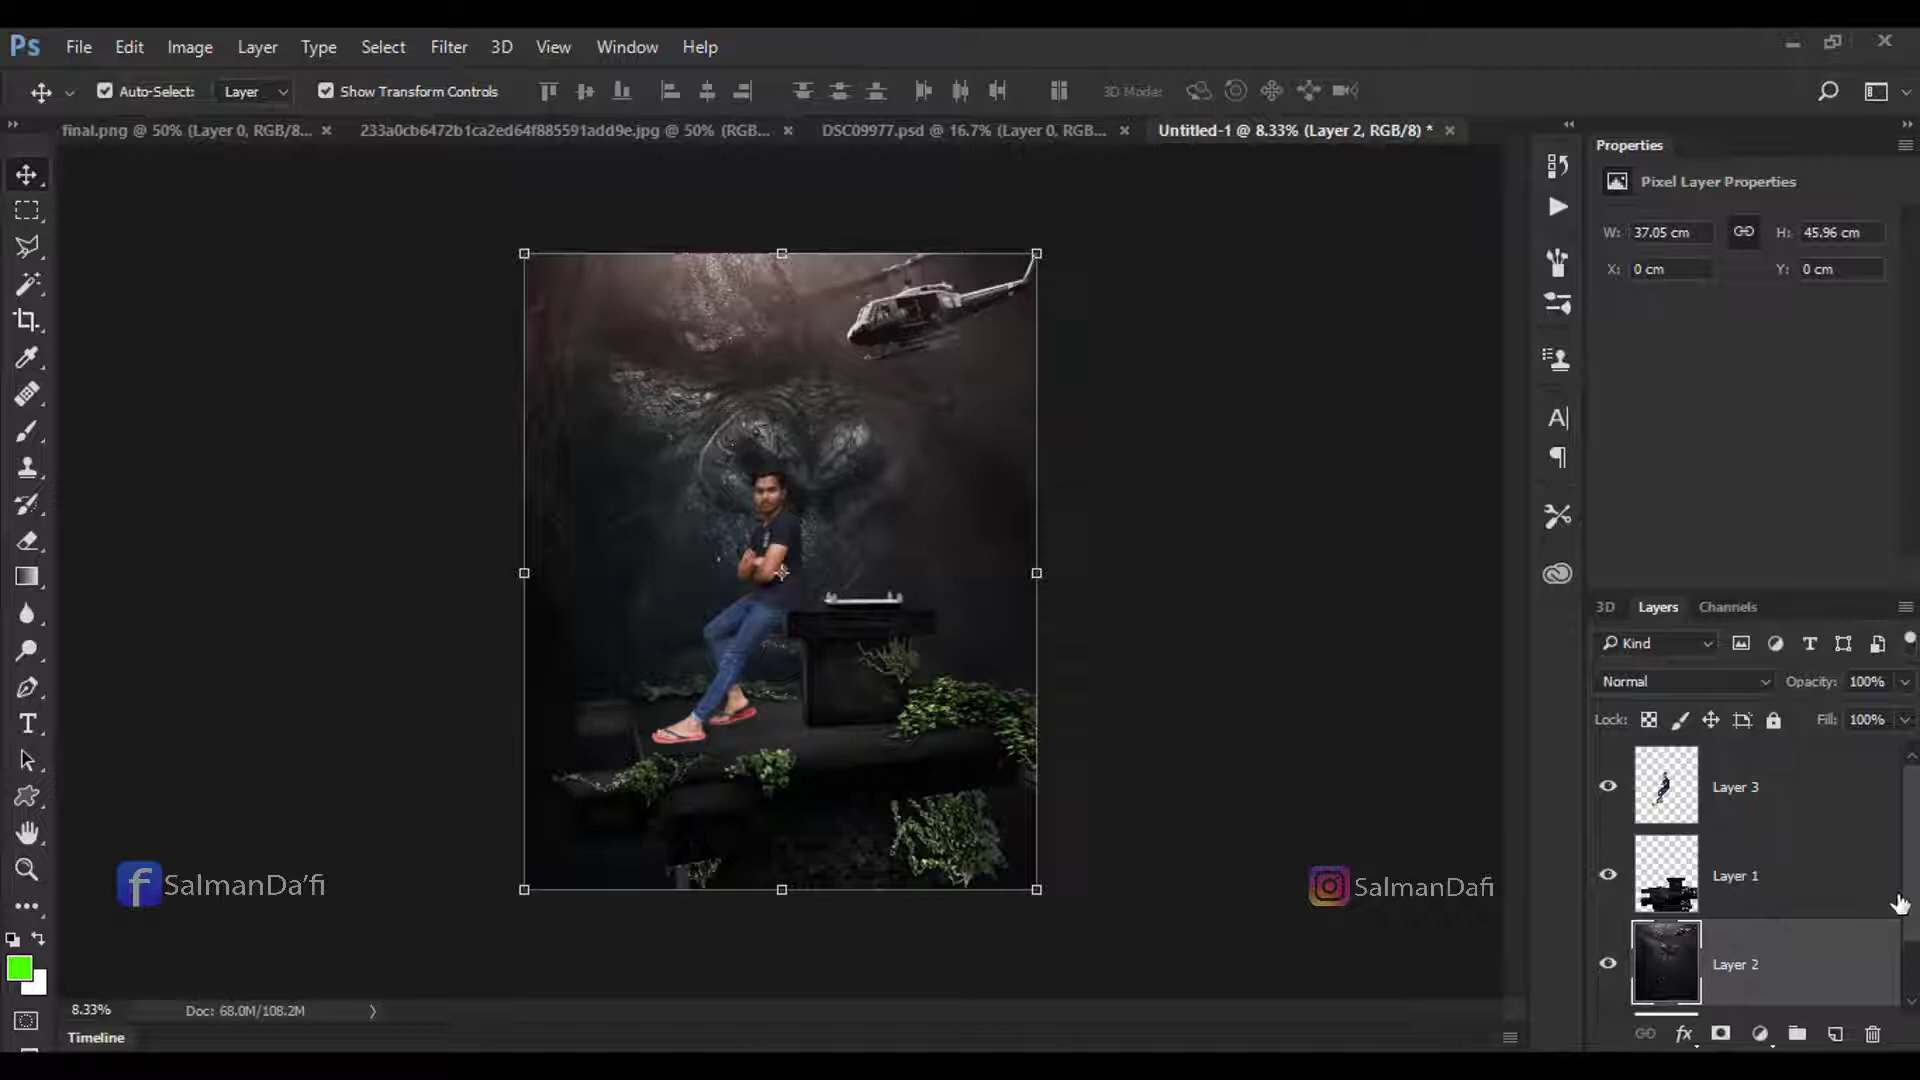 Ps File Edit Image Layer Type Select Filter 3D View Window Help
Auto-Select: Layer Show Transform Controls 3D Mode:
final.png @ 50% (Layer 0, RGB/8... 233a0cb6472b1ca2ed64f885591add9e.jpg @ 50% (RGB... DSC09977.psd @ 16.7% (Layer 0, RGB... Untitled-1 @ 8.33% (Layer 2, RGB/8) *
Properties
Pixel Layer Properties
W: 37.05 cm H: 45.96 cm
X: 0 cm Y: 0 cm
3D Layers Channels
Kind
Normal Opacity: 100%
Lock: Fill: 100%
Layer 3
Layer 1
Layer 2
f SalmanDa'fi
SalmanDafi
8.33% Doc: 68.0M/108.2M
Timeline